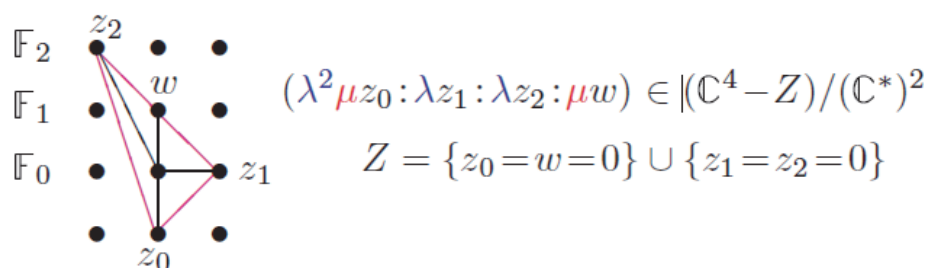 𝔽₂ z₂
w
𝔽₁ (λ²μz₀ : λz₁ : λz₂ : μw) ∈ |(ℂ⁴−Z)/(ℂ*)²
𝔽₀ z₁ Z = {z₀=w=0} ∪ {z₁=z₂=0}
z₀